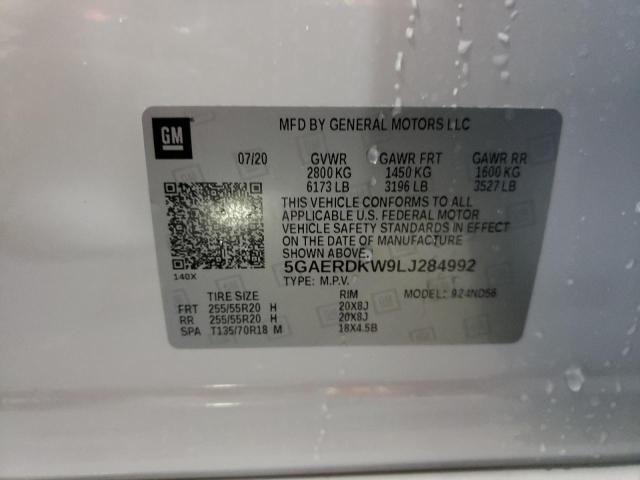 GM
MFD BY GENERAL MOTORS LLC
07/20 GVWR GAWR FRT GAWR RR
2800 KG 1450 KG 1600 KG
6173 LB 3196 LB 3527 LB
THIS VEHICLE CONFORMS TO ALL
APPLICABLE U.S. FEDERAL MOTOR
VEHICLE SAFETY STANDARDS IN EFFECT
ON THE DATE OF MANUFACTURE
SHOWN ABOVE.
5GAERDKW9LJ284992
140X
TYPE: M.P.V.
TIRE SIZE RIM MODEL: 924ND56
FRT 255/55R20 H 20X8J
RR 255/55R20 H 20X8J
SPA T135/70R18 M 18X4.5B